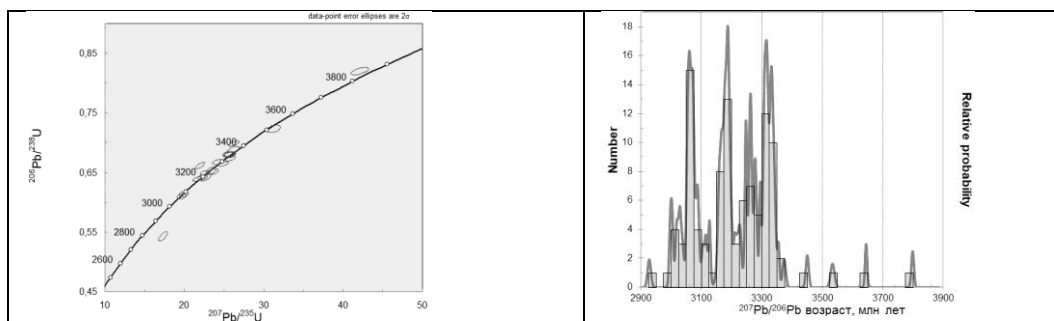 data-point error ellipses are 2σ
0,85
0,75
0,65
0,55
0,45
206Pb/238U
3800
3600
3400
3200
3000
2800
2600
10 20 30 40 50
207Pb/235U
18
16
14
12
10
8
6
4
2
0
Number
Relative probability
2900 3100 3300 3500 3700 3900
207Pb/206Pb возраст, млн лет